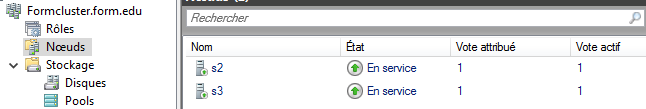 Formcluster.form.edu
Rôles
Nœuds
Stockage
Disques
Pools
Rechercher
Nom État Vote attribué Vote actif
s2 En service 1 1
s3 En service 1 1